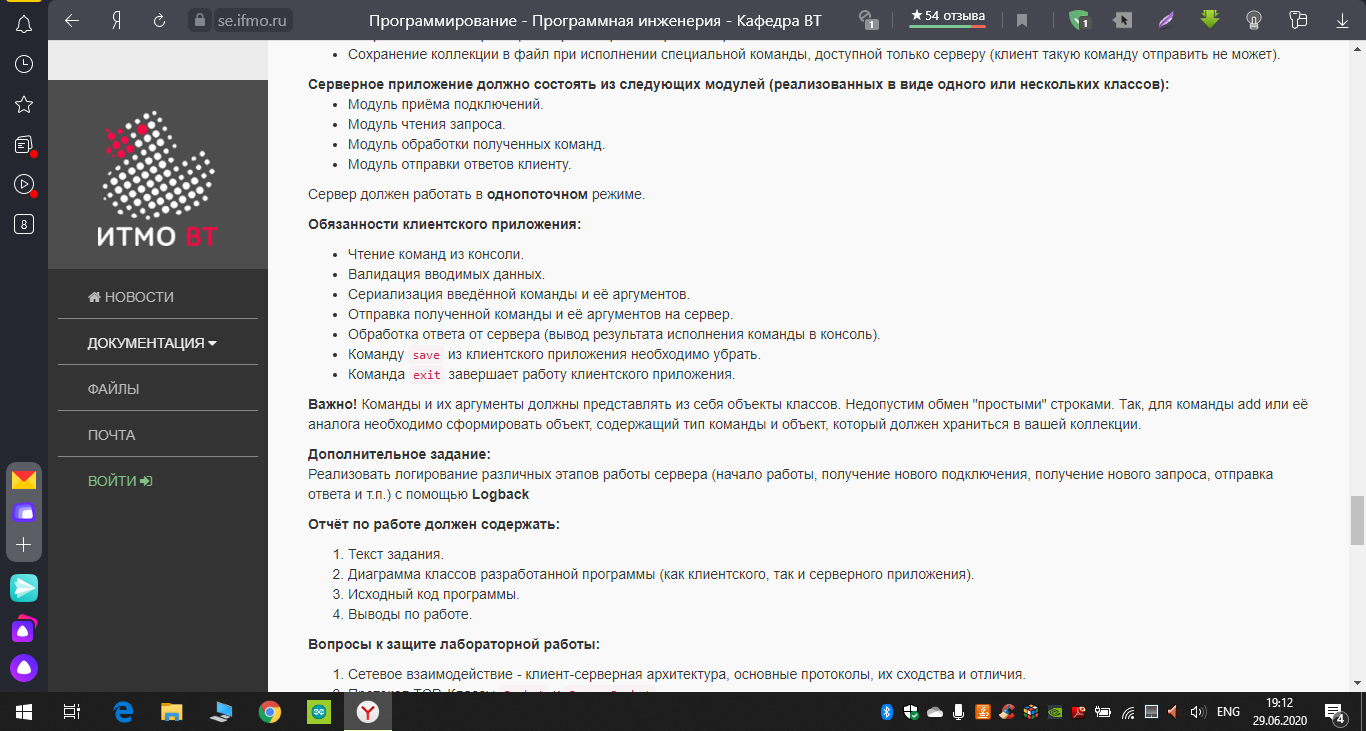 Я
se.ifmo.ru
Программирование - Программная инженерия - Кафедра ВТ
1
★ 54 отзыва
1
Сохранение коллекции в файл при исполнении специальной команды, доступной только серверу (клиент такую команду отправить не может).
Серверное приложение должно состоять из следующих модулей (реализованных в виде одного или нескольких классов):
Модуль приёма подключений.
Модуль чтения запроса.
Модуль обработки полученных команд.
Модуль отправки ответов клиенту.
Сервер должен работать в однопоточном режиме.
Обязанности клиентского приложения:
Чтение команд из консоли.
Валидация вводимых данных.
Сериализация введённой команды и её аргументов.
Отправка полученной команды и её аргументов на сервер.
Обработка ответа от сервера (вывод результата исполнения команды в консоль).
Команду save из клиентского приложения необходимо убрать.
Команда exit завершает работу клиентского приложения.
Важно! Команды и их аргументы должны представлять из себя объекты классов. Недопустим обмен "простыми" строками. Так, для команды add или её
аналога необходимо сформировать объект, содержащий тип команды и объект, который должен храниться в вашей коллекции.
Дополнительное задание:
Реализовать логирование различных этапов работы сервера (начало работы, получение нового подключения, получение нового запроса, отправка
ответа и т.п.) с помощью Logback
Отчёт по работе должен содержать:
1. Текст задания.
2. Диаграмма классов разработанной программы (как клиентского, так и серверного приложения).
3. Исходный код программы.
4. Выводы по работе.
Вопросы к защите лабораторной работы:
1. Сетевое взаимодействие - клиент-серверная архитектура, основные протоколы, их сходства и отличия.
8
ИТМО ВТ
НОВОСТИ
ДОКУМЕНТАЦИЯ
ФАЙЛЫ
ПОЧТА
ВОЙТИ
ENG
19:12
29.06.2020
4